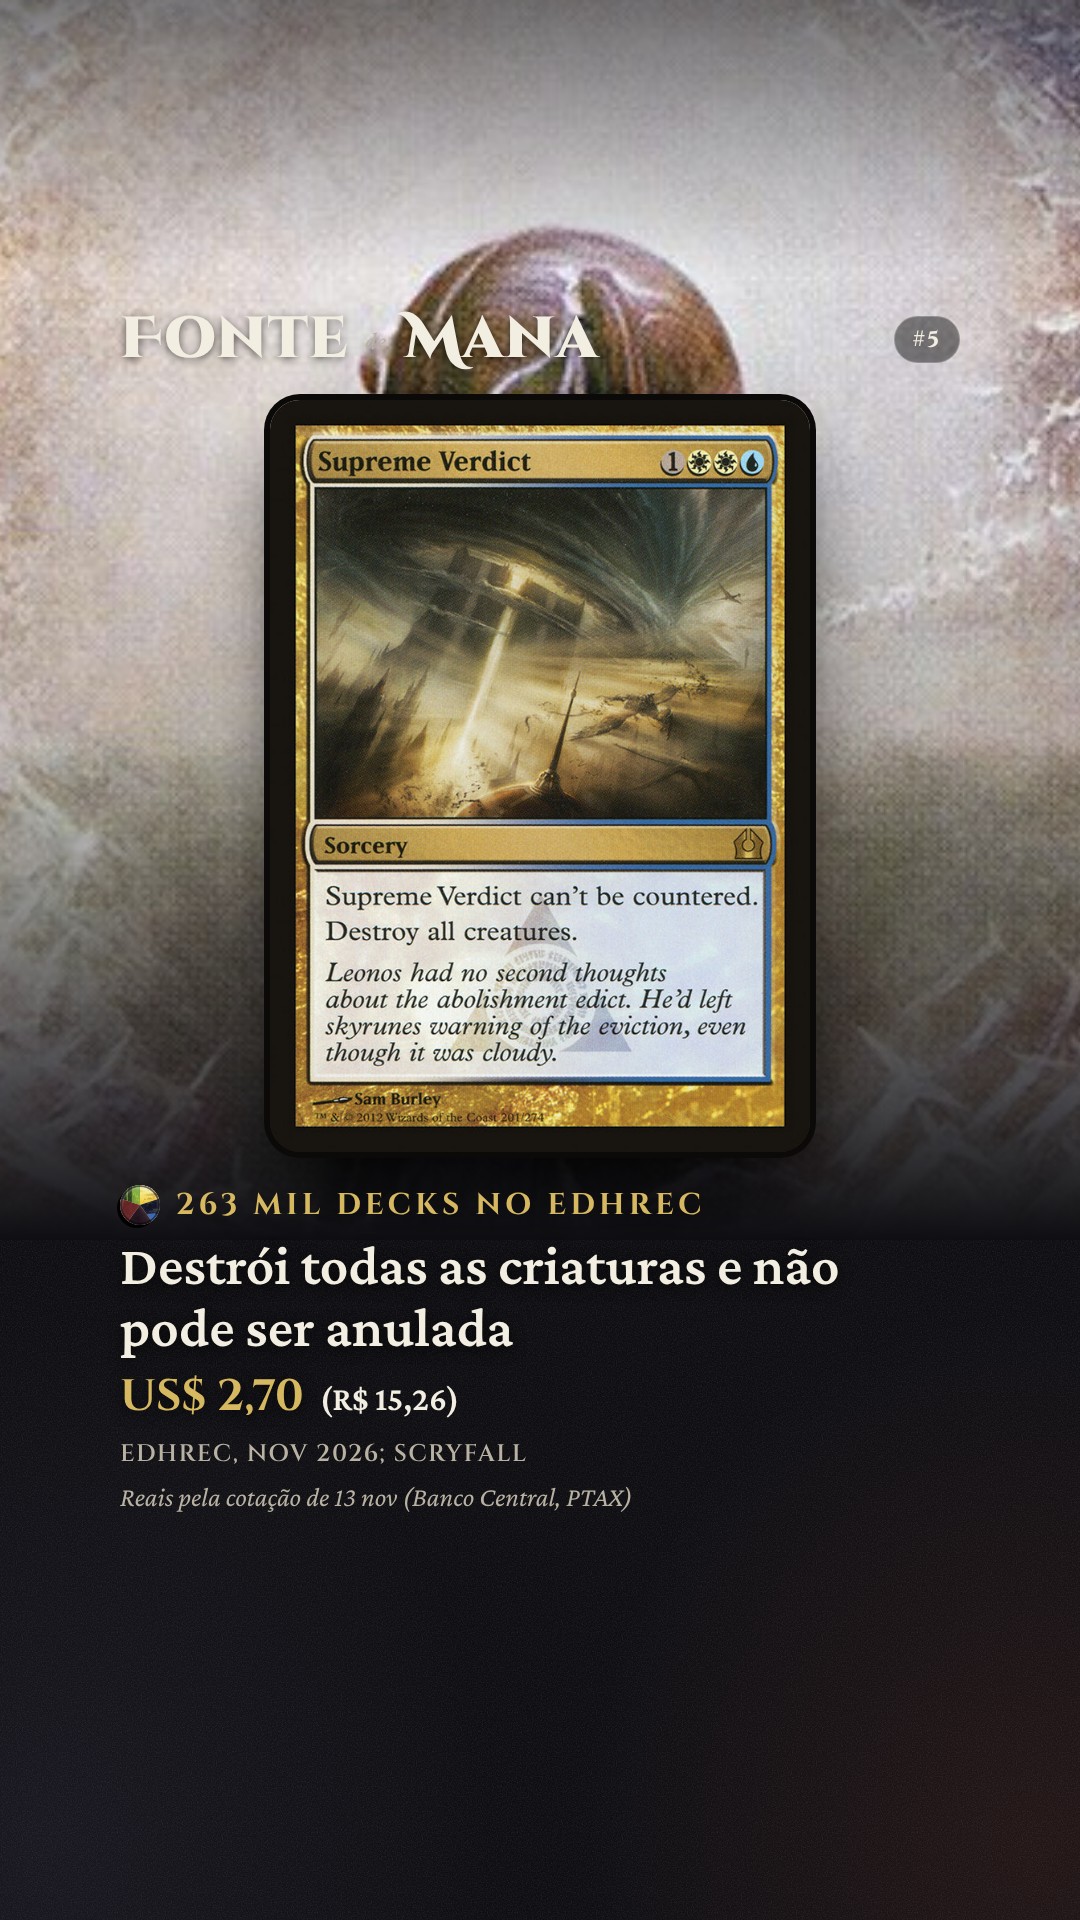 FONTE MANA
#5
Supreme Verdict
1
Sorcery
Supreme Verdict can't be countered.
Destroy all creatures.
Leonos had no second thoughts
about the abolishment edict. He'd left
skyrunes warning of the eviction, even
though it was cloudy.
Sam Burley
™ & © 2012 Wizards of the Coast 201/274
263 MIL DECKS NO EDHREC
Destrói todas as criaturas e não
pode ser anulada
US$ 2,70 (R$ 15,26)
EDHREC, NOV 2026; SCRYFALL
Reais pela cotação de 13 nov (Banco Central, PTAX)